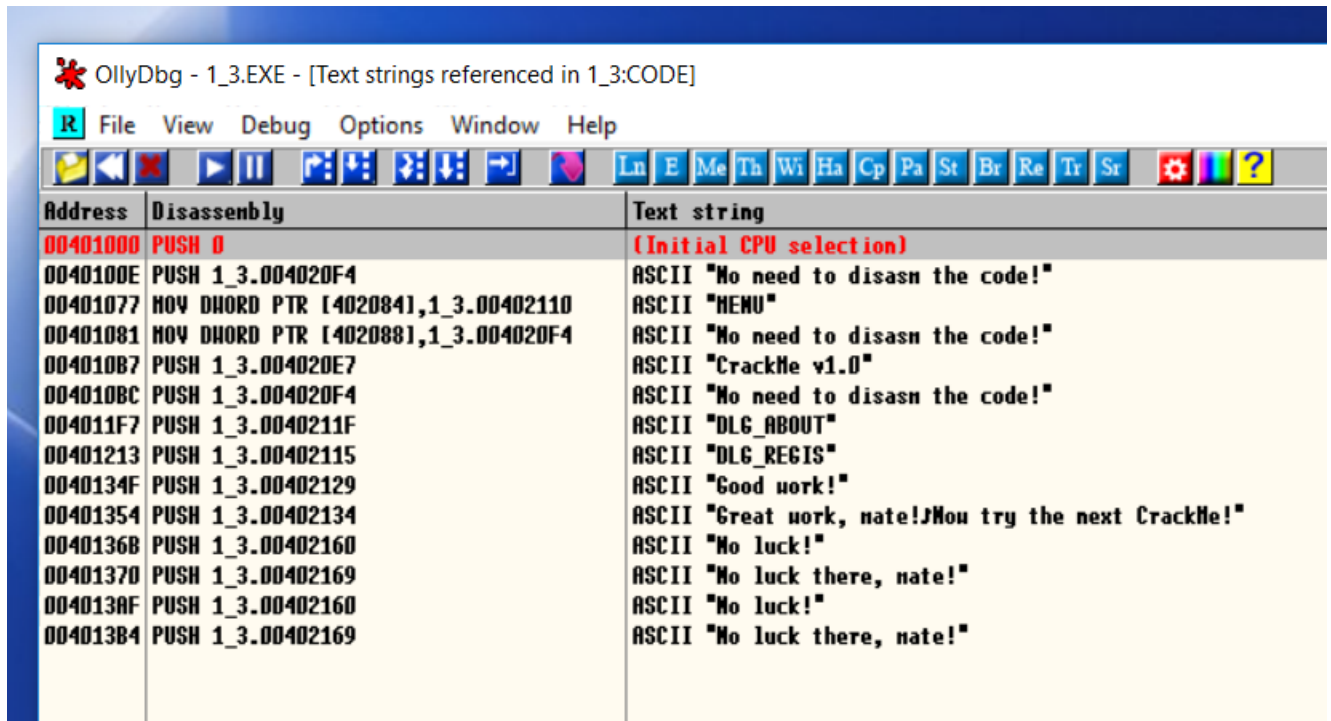 OllyDbg - 1_3.EXE - [Text strings referenced in 1_3:CODE]
R File View Debug Options Window Help
Ln E Me Th Wi Ha Cp Pa St Br Re Tr Sr ?
Address Disassembly Text string
00401000 PUSH 0 (Initial CPU selection)
0040100E PUSH 1_3.004020F4 ASCII "No need to disasm the code!"
00401077 MOV DWORD PTR [402084],1_3.00402110 ASCII "MENU"
00401081 MOV DWORD PTR [402088],1_3.004020F4 ASCII "No need to disasm the code!"
004010B7 PUSH 1_3.004020E7 ASCII "CrackMe v1.0"
004010BC PUSH 1_3.004020F4 ASCII "No need to disasm the code!"
004011F7 PUSH 1_3.0040211F ASCII "DLG_ABOUT"
00401213 PUSH 1_3.00402115 ASCII "DLG_REGIS"
0040134F PUSH 1_3.00402129 ASCII "Good work!"
00401354 PUSH 1_3.00402134 ASCII "Great work, mate!♪Now try the next CrackMe!"
0040136B PUSH 1_3.00402160 ASCII "No luck!"
00401370 PUSH 1_3.00402169 ASCII "No luck there, mate!"
004013AF PUSH 1_3.00402160 ASCII "No luck!"
004013B4 PUSH 1_3.00402169 ASCII "No luck there, mate!"